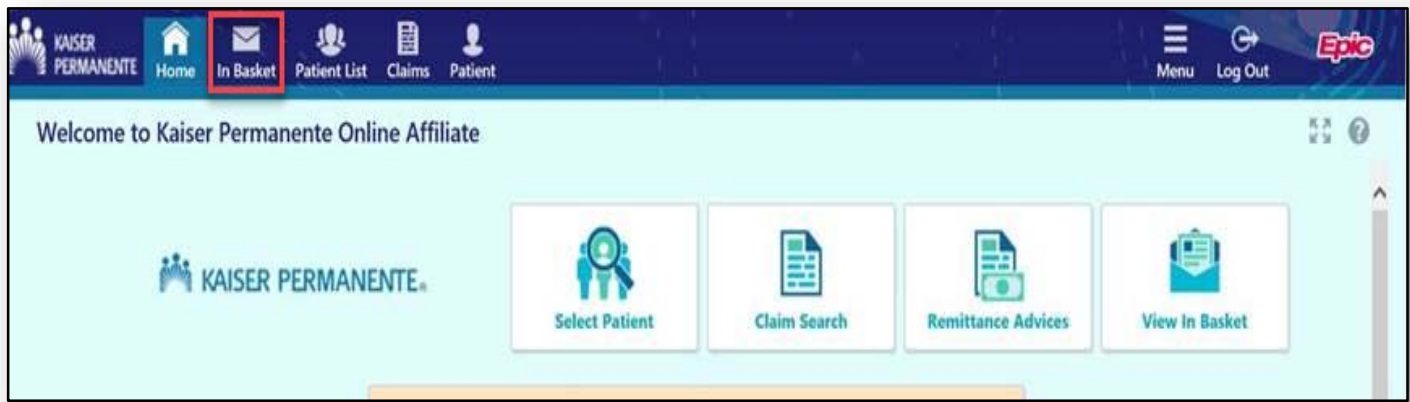 KAISER
PERMANENTE
Home
In Basket
Patient List
Claims
Patient
Menu
Log Out
Epic
Welcome to Kaiser Permanente Online Affiliate
?
KAISER PERMANENTE®
Select Patient
Claim Search
Remittance Advices
View In Basket